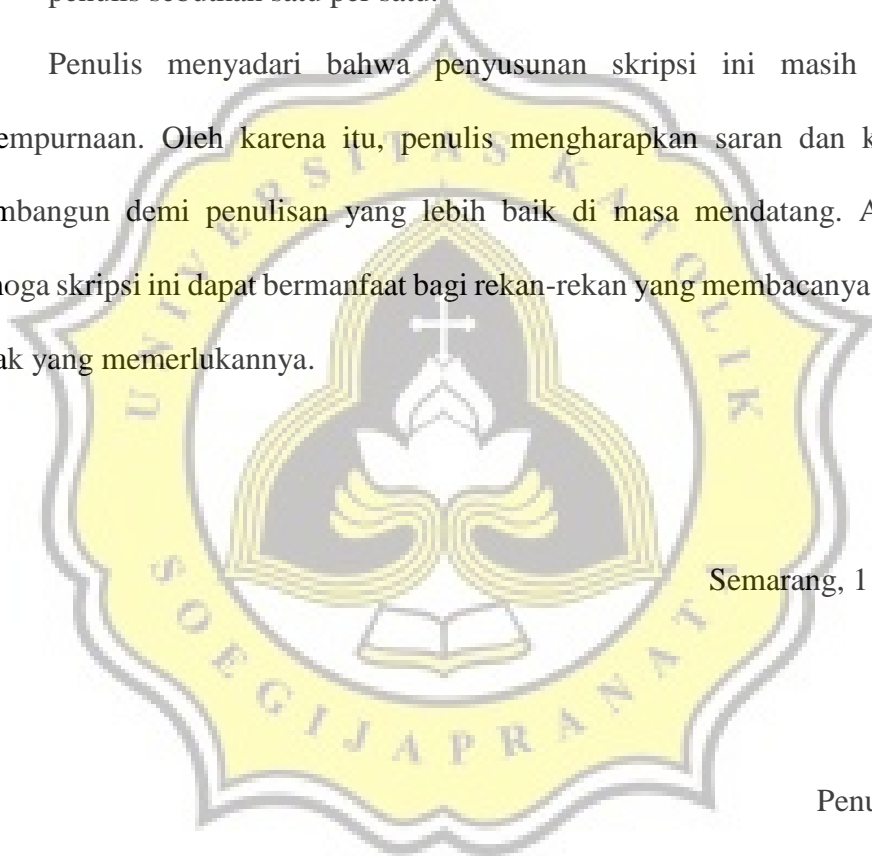 penulis sebutkan satu per satu.
Penulis menyadari bahwa penyusunan skripsi ini masih
empurnaan. Oleh karena itu, penulis mengharapkan saran dan k
mbangun demi penulisan yang lebih baik di masa mendatang. A
oga skripsi ini dapat bermanfaat bagi rekan-rekan yang membacanya
ak yang memerlukannya.
UNIVERSITAS KATOLIK
SOEGIJAPRANATA
Semarang, 1
Penu